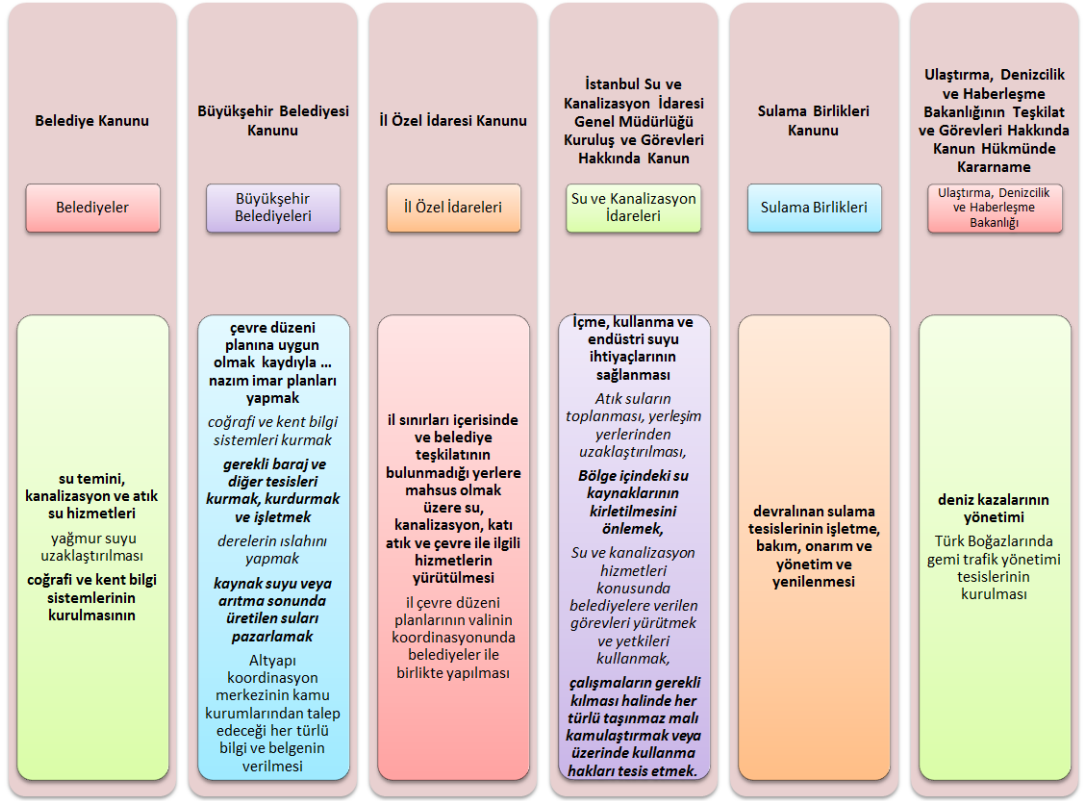 Belediye Kanunu
Belediyeler
su temini,
kanalizasyon ve atık
su hizmetleri
yağmur suyu
uzaklaştırılması
coğrafi ve kent bilgi
sistemlerinin
kurulmasının
Büyükşehir Belediyesi
Kanunu
Büyükşehir
Belediyeleri
çevre düzeni
planına uygun
olmak kaydıyla ...
nazım imar planları
yapmak
coğrafi ve kent bilgi
sistemleri kurmak
gerekli baraj ve
diğer tesisleri
kurmak, kurdurmak
ve işletmek
derelerin ıslahını
yapmak
kaynak suyu veya
arıtma sonunda
üretilen suları
pazarlamak
Altyapı
koordinasyon
merkezinin kamu
kurumlarından talep
edeceği her türlü
bilgi ve belgenin
verilmesi
İl Özel İdaresi Kanunu
İl Özel İdareleri
il sınırları içerisinde
ve belediye
teşkilatının
bulunmadığı yerlere
mahsus olmak
üzere su,
kanalizasyon, katı
atık ve çevre ile ilgili
hizmetlerin
yürütülmesi
il çevre düzeni
planlarının valinin
koordinasyonunda
belediyeler ile
birlikte yapılması
İstanbul Su ve
Kanalizasyon İdaresi
Genel Müdürlüğü
Kuruluş ve Görevleri
Hakkında Kanun
Su ve Kanalizasyon
İdareleri
İçme, kullanma ve
endüstri suyu
ihtiyaçlarının
sağlanması
Atık suların
toplanması, yerleşim
yerlerinden
uzaklaştırılması,
Bölge içindeki su
kaynaklarının
kirletilmesini
önlemek,
Su ve kanalizasyon
hizmetleri
konusunda
belediyelere verilen
görevleri yürütmek
ve yetkileri
kullanmak,
çalışmaların gerekli
kılması halinde her
türlü taşınmaz malı
kamulaştırmak veya
üzerinde kullanma
hakları tesis etmek.
Sulama Birlikleri
Kanunu
Sulama Birlikleri
devralınan sulama
tesislerinin işletme,
bakım, onarım ve
yönetim ve
yenilenmesi
Ulaştırma, Denizcilik
ve Haberleşme
Bakanlığının Teşkilat
ve Görevleri Hakkında
Kanun Hükmünde
Kararname
Ulaştırma, Denizcilik
ve Haberleşme
Bakanlığı
deniz kazalarının
yönetimi
Türk Boğazlarında
gemi trafik yönetimi
tesislerinin
kurulması